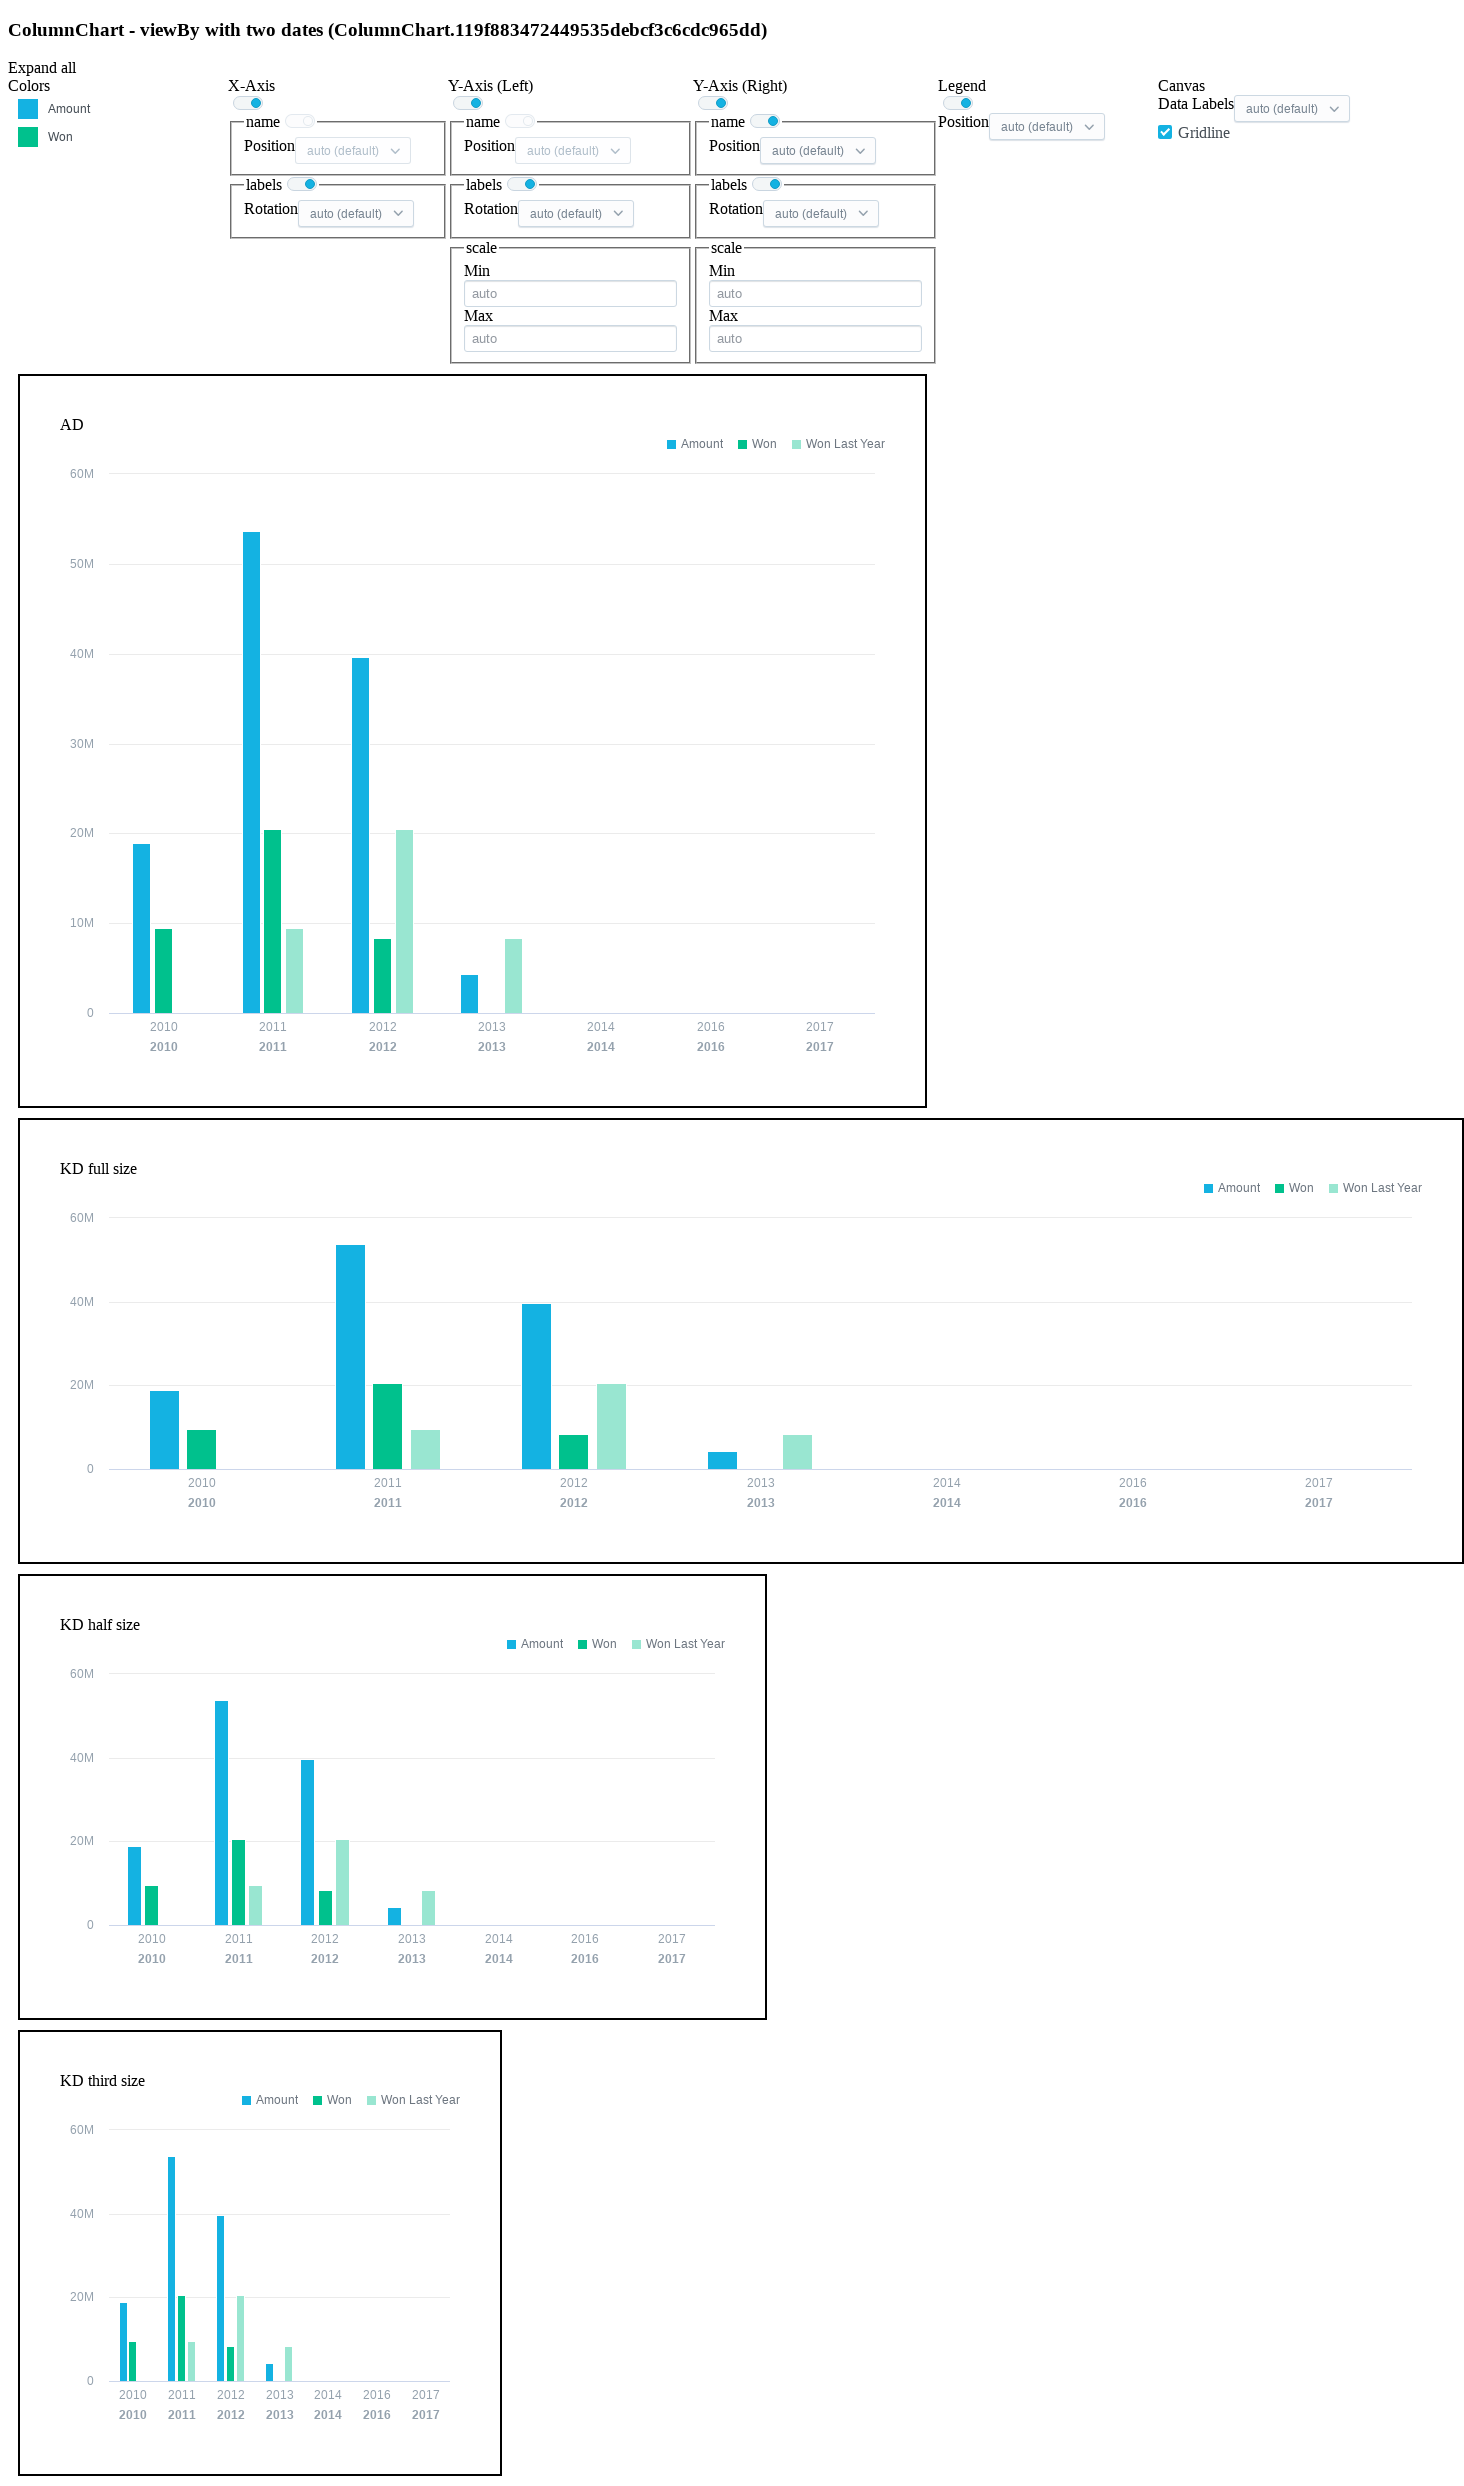 ColumnChart - viewBy with two dates (ColumnChart.119f883472449535debcf3c6cdc965dd)
Expand all
Colors
Amount
Won
X-Axis
name
Position auto (default)
labels
Rotation auto (default)
Y-Axis (Left)
name
Position auto (default)
labels
Rotation auto (default)
scale
Min
auto
Max
auto
Y-Axis (Right)
name
Position auto (default)
labels
Rotation auto (default)
scale
Min
auto
Max
auto
Legend
Position auto (default)
Canvas
Data Labels auto (default)
Gridline
AD
Amount Won Won Last Year
60M
50M
40M
30M
20M
10M
0
2010 2011 2012 2013 2014 2016 2017
2010 2011 2012 2013 2014 2016 2017
KD full size
Amount Won Won Last Year
60M
40M
20M
0
2010 2011 2012 2013 2014 2016 2017
2010 2011 2012 2013 2014 2016 2017
KD half size
Amount Won Won Last Year
60M
40M
20M
0
2010 2011 2012 2013 2014 2016 2017
2010 2011 2012 2013 2014 2016 2017
KD third size
Amount Won Won Last Year
60M
40M
20M
0
2010 2011 2012 2013 2014 2016 2017
2010 2011 2012 2013 2014 2016 2017